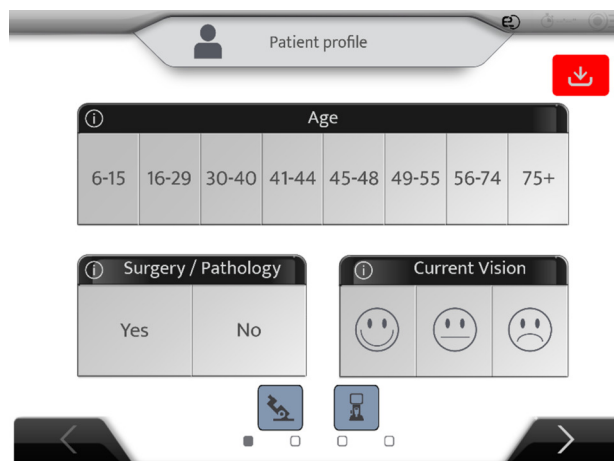 Patient profile
Age
6-15 16-29 30-40 41-44 45-48 49-55 56-74 75+
Surgery / Pathology
Current Vision
Yes No